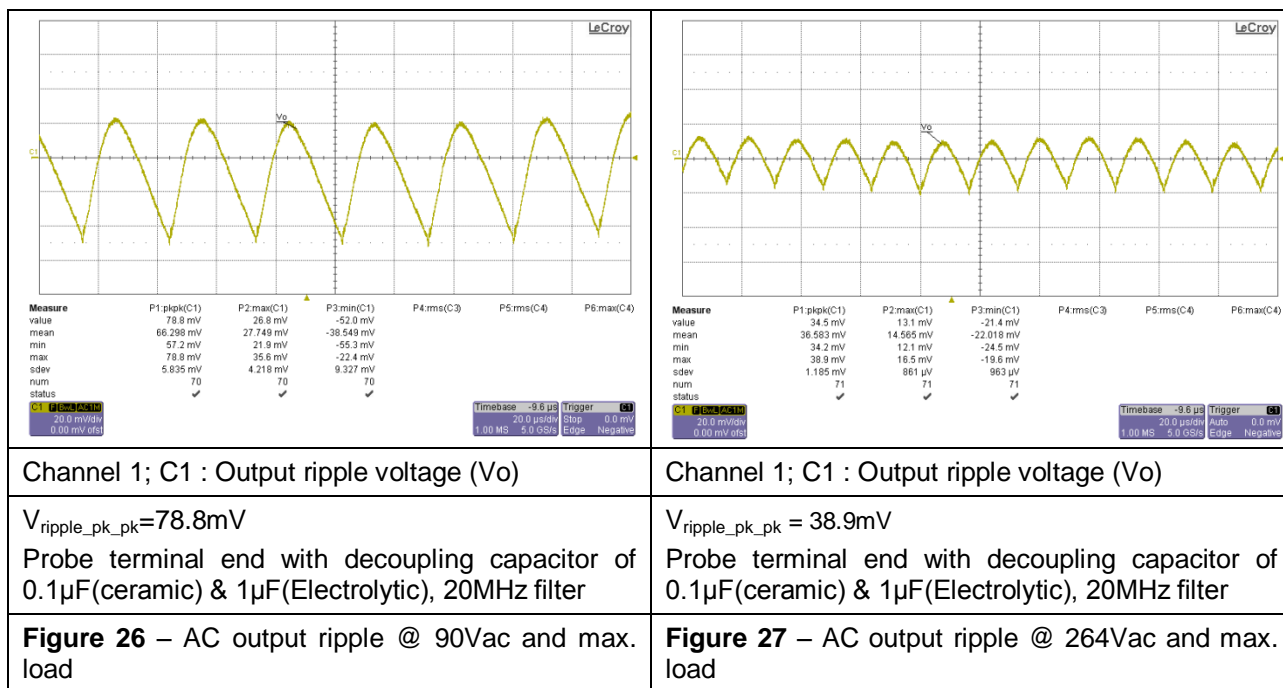 LeCroy
Vo
C1
Measure P1:pkpk(C1) P2:max(C1) P3:min(C1) P4:rms(C3) P5:rms(C4) P6:max(C4)
value 78.8 mV 26.8 mV -52.0 mV
mean 66.298 mV 27.749 mV -38.549 mV
min 57.2 mV 21.9 mV -55.3 mV
max 78.8 mV 35.6 mV -22.4 mV
sdev 5.835 mV 4.218 mV 9.327 mV
num 70 70 70
status ✓ ✓ ✓
C1 F BwL AC1M
20.0 mV/div
0.00 mV ofst
Timebase -9.6 µs Trigger C1
20.0 µs/div Stop 0.0 mV
1.00 MS 5.0 GS/s Edge Negative
LeCroy
Vo
C1
Measure P1:pkpk(C1) P2:max(C1) P3:min(C1) P4:rms(C3) P5:rms(C4) P6:max(C4)
value 34.5 mV 13.1 mV -21.4 mV
mean 36.583 mV 14.565 mV -22.018 mV
min 34.2 mV 12.1 mV -24.5 mV
max 38.9 mV 16.5 mV -19.6 mV
sdev 1.185 mV 861 µV 963 µV
num 71 71 71
status ✓ ✓ ✓
C1 F BwL AC1M
20.0 mV/div
0.00 mV ofst
Timebase -9.6 µs Trigger C1
20.0 µs/div Auto 0.0 mV
1.00 MS 5.0 GS/s Edge Negative
Channel 1; C1 : Output ripple voltage (Vo)
Channel 1; C1 : Output ripple voltage (Vo)
Vripple_pk_pk=78.8mV
Probe terminal end with decoupling capacitor of
0.1µF(ceramic) & 1µF(Electrolytic), 20MHz filter
Vripple_pk_pk = 38.9mV
Probe terminal end with decoupling capacitor of
0.1µF(ceramic) & 1µF(Electrolytic), 20MHz filter
Figure 26 – AC output ripple @ 90Vac and max.
load
Figure 27 – AC output ripple @ 264Vac and max.
load